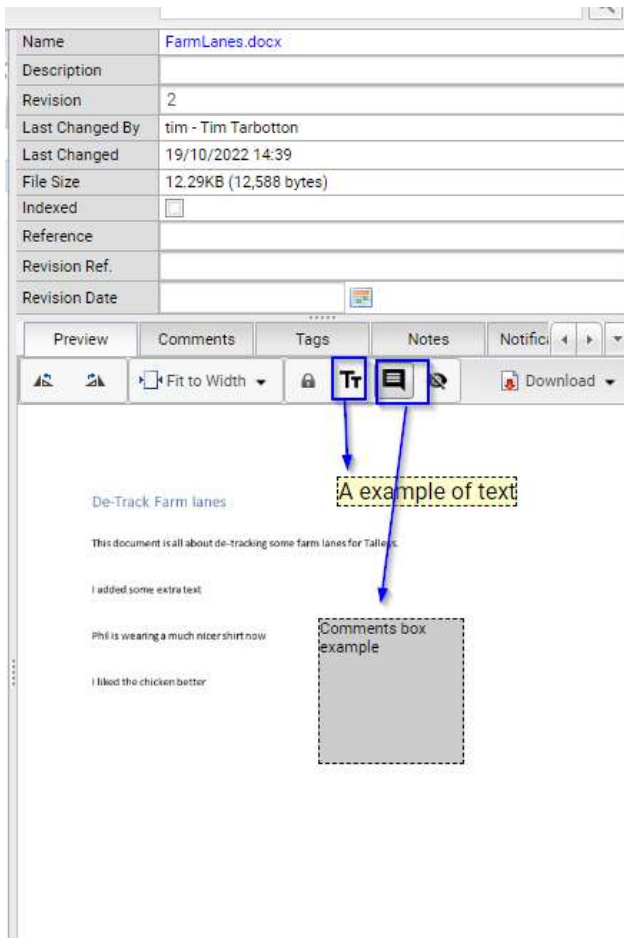 Name FarmLanes.docx
Description
Revision 2
Last Changed By tim - Tim Tarbotton
Last Changed 19/10/2022 14:39
File Size 12.29KB (12,588 bytes)
Indexed
Reference
Revision Ref.
Revision Date
Preview Comments Tags Notes Notific
Fit to Width Tт Download
A example of text
De-Track Farm lanes
This document is all about de-tracking some farm lanes for Talleys.
I added some extra text
Phil is wearing a much nicer shirt now
Comments box
example
I liked the chicken better